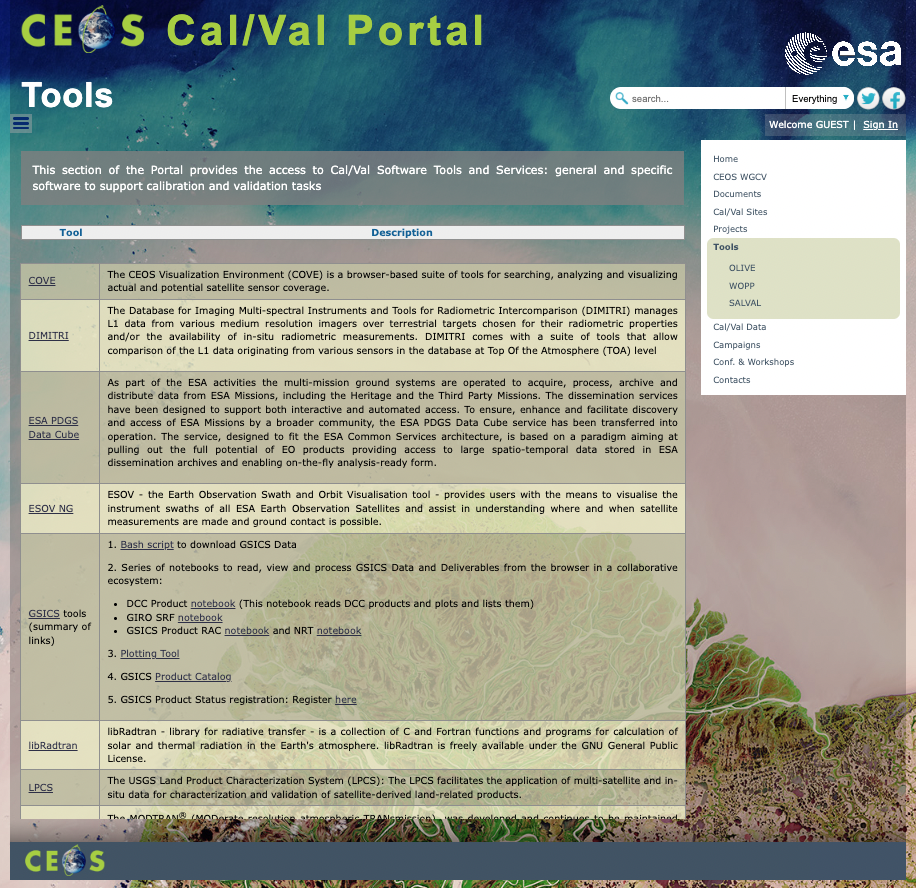 CEOS Cal/Val Portal
esa
Tools
search...
Everything
Welcome GUEST | Sign In
This section of the Portal provides the access to Cal/Val Software Tools and Services: general and specific
software to support calibration and validation tasks
Tool Description
COVE
The CEOS Visualization Environment (COVE) is a browser-based suite of tools for searching, analyzing and visualizing
actual and potential satellite sensor coverage.
DIMITRI
The Database for Imaging Multi-spectral Instruments and Tools for Radiometric Intercomparison (DIMITRI) manages
L1 data from various medium resolution imagers over terrestrial targets chosen for their radiometric properties
and/or the availability of in-situ radiometric measurements. DIMITRI comes with a suite of tools that allow
comparison of the L1 data originating from various sensors in the database at Top Of the Atmosphere (TOA) level
ESA PDGS
Data Cube
As part of the ESA activities the multi-mission ground systems are operated to acquire, process, archive and
distribute data from ESA Missions, including the Heritage and the Third Party Missions. The dissemination services
have been designed to support both interactive and automated access. To ensure, enhance and facilitate discovery
and access of ESA Missions by a broader community, the ESA PDGS Data Cube service has been transferred into
operation. The service, designed to fit the ESA Common Services architecture, is based on a paradigm aiming at
pulling out the full potential of EO products providing access to large spatio-temporal data stored in ESA
dissemination archives and enabling on-the-fly analysis-ready form.
ESOV NG
ESOV - the Earth Observation Swath and Orbit Visualisation tool - provides users with the means to visualise the
instrument swaths of all ESA Earth Observation Satellites and assist in understanding where and when satellite
measurements are made and ground contact is possible.
GSICS tools
(summary of
links)
1. Bash script to download GSICS Data
2. Series of notebooks to read, view and process GSICS Data and Deliverables from the browser in a collaborative
ecosystem:
• DCC Product notebook (This notebook reads DCC products and plots and lists them)
• GIRO SRF notebook
• GSICS Product RAC notebook and NRT notebook
3. Plotting Tool
4. GSICS Product Catalog
5. GSICS Product Status registration: Register here
libRadtran
libRadtran - library for radiative transfer - is a collection of C and Fortran functions and programs for calculation of
solar and thermal radiation in the Earth's atmosphere. libRadtran is freely available under the GNU General Public
License.
LPCS
The USGS Land Product Characterization System (LPCS): The LPCS facilitates the application of multi-satellite and in-
situ data for characterization and validation of satellite-derived land-related products.
The MODTRAN® (MODerate resolution atmospheric TRANsmission), was developed and continues to be maintained
Home
CEOS WGCV
Documents
Cal/Val Sites
Projects
Tools
OLIVE
WOPP
SALVAL
Cal/Val Data
Campaigns
Conf. & Workshops
Contacts
CEOS